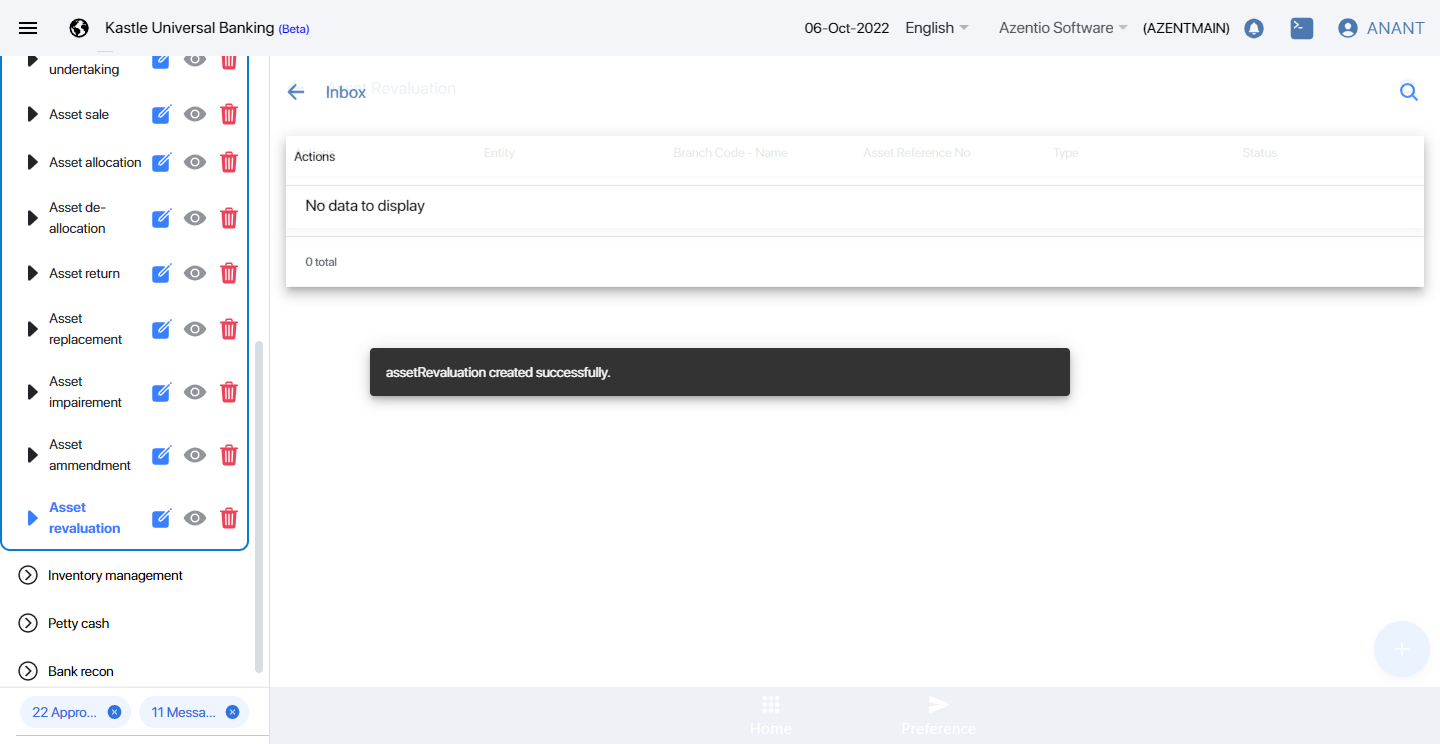 Kastle Universal Banking (Beta)
06-Oct-2022
English
Azentio Software
(AZENTMAIN)
ANANT
undertaking
Asset sale
Asset allocation
Asset de-
allocation
Asset return
Asset
replacement
Asset
impairement
Asset
ammendment
Asset
revaluation
Inventory management
Petty cash
Bank recon
22 Appro...
11 Messa...
Inbox
Asset Revaluation
Actions
Entity
Branch Code - Name
Asset Reference No
Type
Status
No data to display
0 total
assetRevaluation created successfully.
Home
Preference